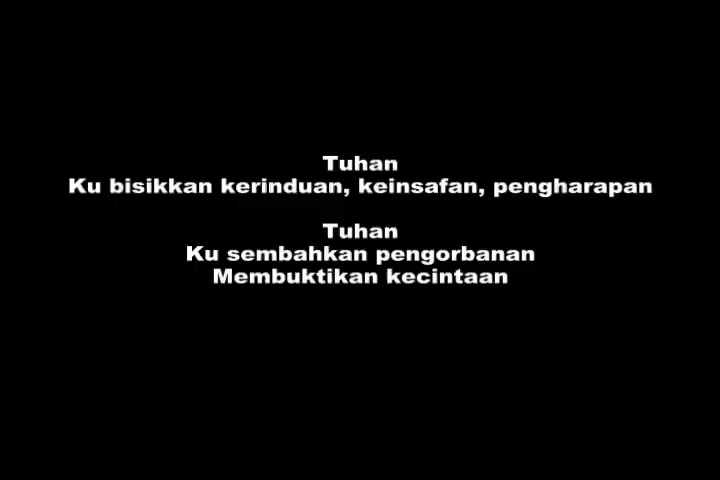 Tuhan
Ku bisikkan kerinduan, keinsafan, pengharapan
Tuhan
Ku sembahkan pengorbanan
Membuktikan kecintaan